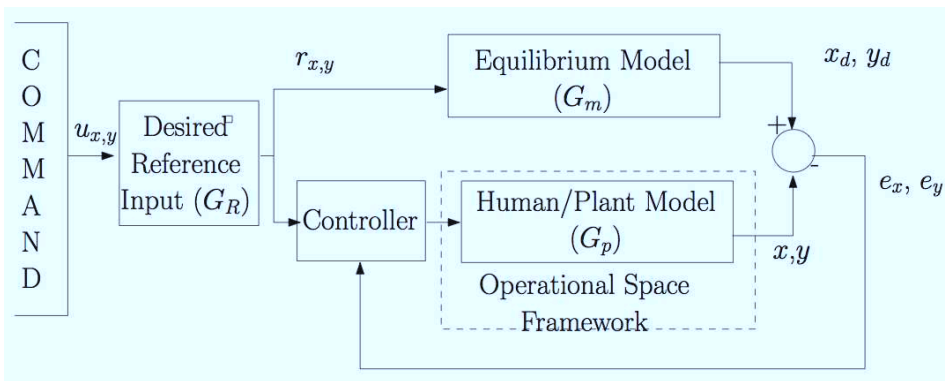 COMMAND
u_{x,y}
Desired
Reference
Input (G_R)
r_{x,y}
Equilibrium Model
(G_m)
x_d, y_d
+
-
e_x, e_y
Controller
Human/Plant Model
(G_p)
x,y
Operational Space
Framework